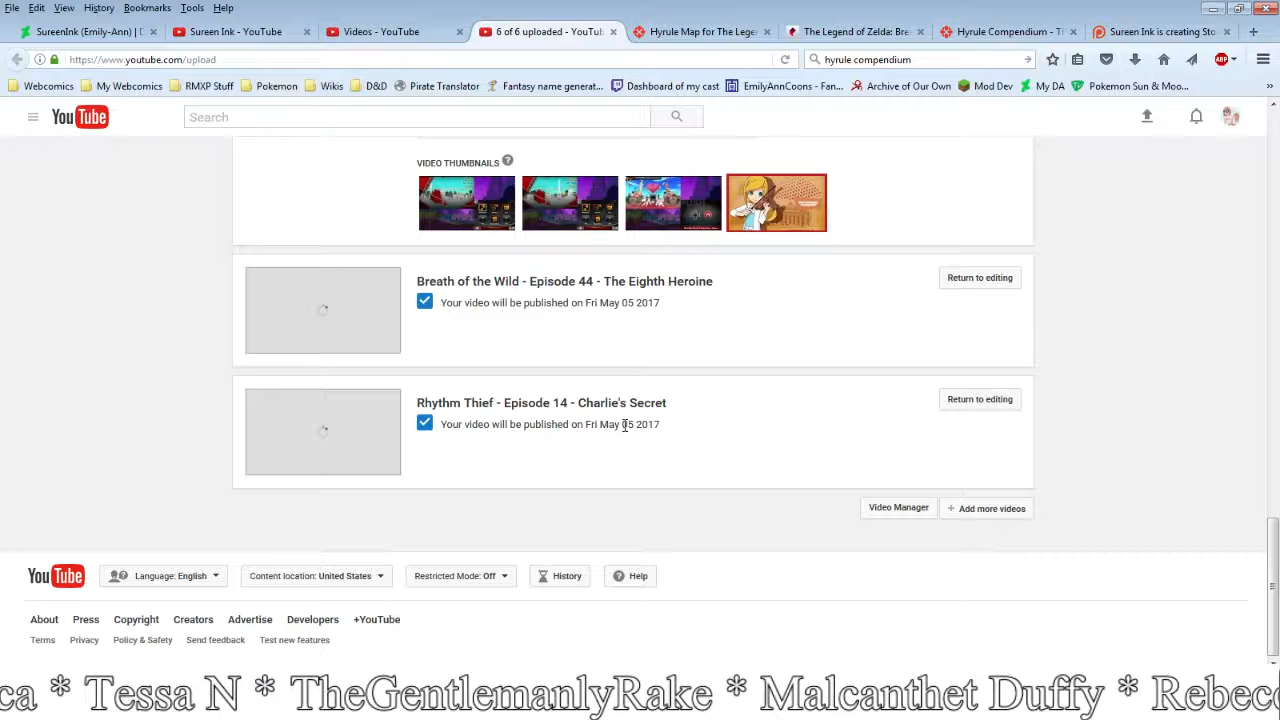 File Edit View History Bookmarks Tools Help
SureenInk (Emily-Ann) | D
Sureen Ink - YouTube
Videos - YouTube
6 of 6 uploaded - YouTub
Hyrule Map for The Leger
The Legend of Zelda: Bre
Hyrule Compendium - T
Sureen Ink is creating Sto
https://www.youtube.com/upload
hyrule compendium
ABP
Webcomics My Webcomics RMXP Stuff Pokemon Wikis D&D Pirate Translator Fantasy name generat... Dashboard of my cast EmilyAnnCoons - Fan... Archive of Our Own Mod Dev My DA Pokemon Sun & Moo... »
YouTube
Search
VIDEO THUMBNAILS ?
Breath of the Wild - Episode 44 - The Eighth Heroine
Return to editing
Your video will be published on Fri May 05 2017
Rhythm Thief - Episode 14 - Charlie's Secret
Return to editing
Your video will be published on Fri May 05 2017
Video Manager
+ Add more videos
YouTube
Language: English
Content location: United States
Restricted Mode: Off
History
Help
About Press Copyright Creators Advertise Developers +YouTube
Terms Privacy Policy & Safety Send feedback Test new features
ca * Tessa N * TheGentlemanlyRake * Malcanthet Duffy * Rebecc